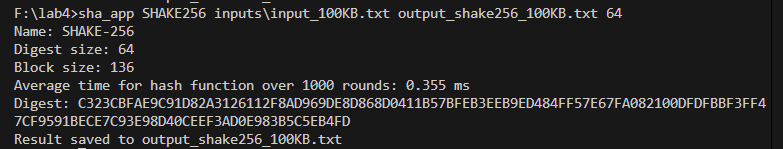 F:\lab4>sha_app SHAKE256 inputs\input_100KB.txt output_shake256_100KB.txt 64
Name: SHAKE-256
Digest size: 64
Block size: 136
Average time for hash function over 1000 rounds: 0.355 ms
Digest: C323CBFAE9C91D82A3126112F8AD969DE8D868D0411B57BFEB3EEB9ED484FF57E67FA082100DFDFBBF3FF4
7CF9591BECE7C93E98D40CEEF3AD0E983B5C5EB4FD
Result saved to output_shake256_100KB.txt